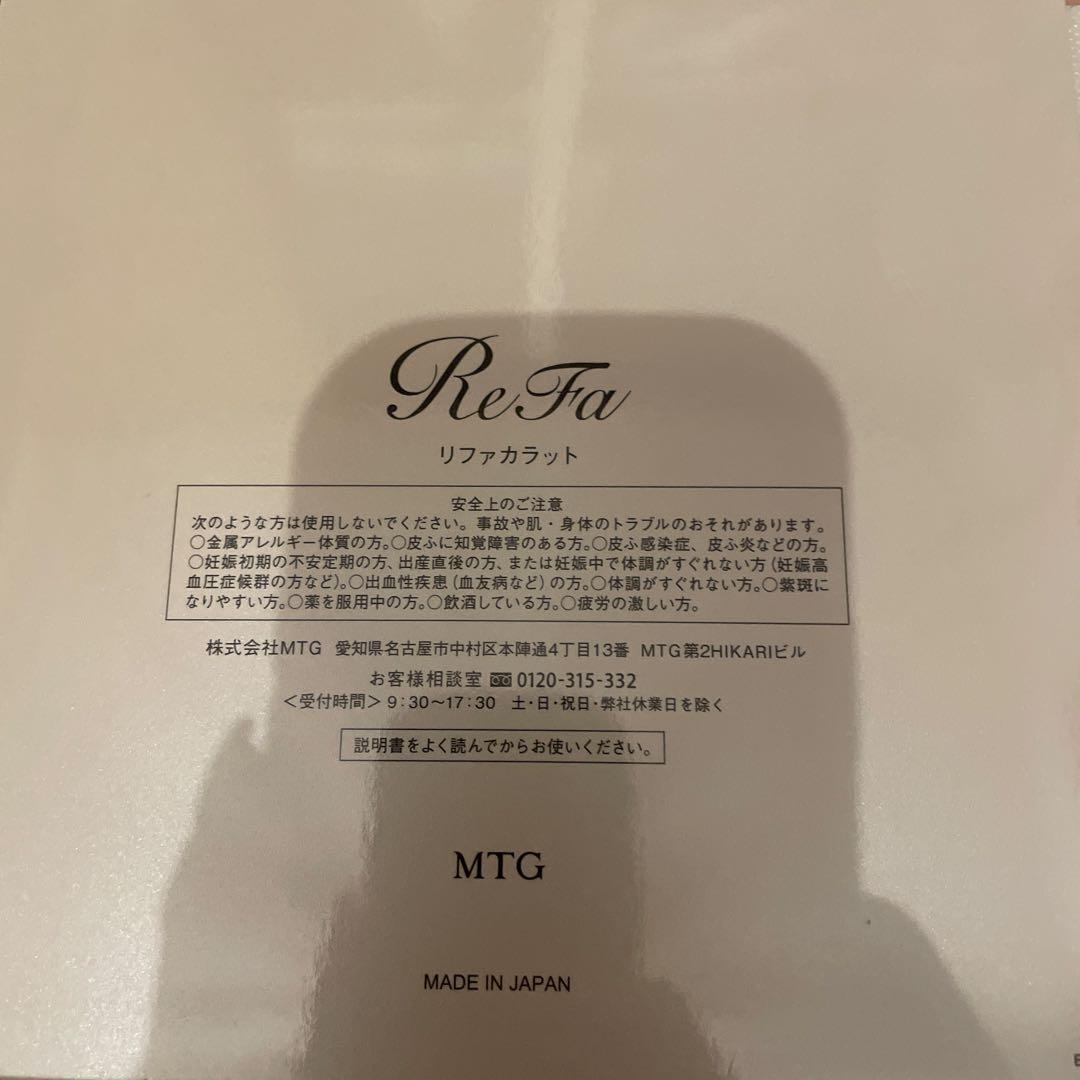 ReFa
リファカラット
安全上のご注意
次のような方は使用しないでください。事故や肌・身体のトラブルのおそれがあります。
○金属アレルギー体質の方。○皮ふに知覚障害のある方。○皮ふ感染症、皮ふ炎などの方。
○妊娠初期の不安定期の方、出産直後の方、または妊娠中で体調がすぐれない方(妊娠高
血圧症候群の方など)。○出血性疾患(血友病など)の方。○体調がすぐれない方。○紫斑に
なりやすい方。○薬を服用中の方。○飲酒している方。○疲労の激しい方。
株式会社MTG 愛知県名古屋市中村区本陣通4丁目13番 MTG第2HIKARIビル
お客様相談室 0120-315-332
<受付時間> 9:30〜17:30 土・日・祝日・弊社休業日を除く
説明書をよく読んでからお使いください。
MTG
MADE IN JAPAN